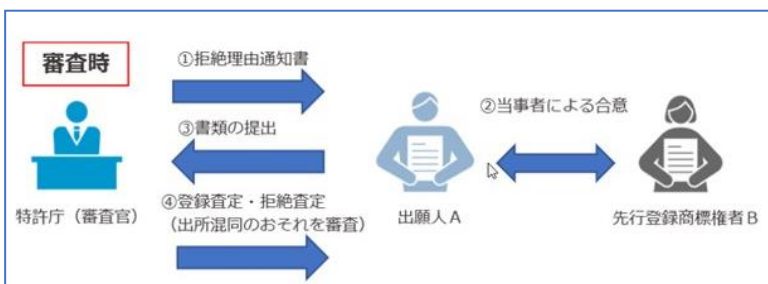 審査時
①拒絶理由通知書
②当事者による合意
③書類の提出
④登録査定・拒絶査定
(出所混同のおそれを審査)
特許庁(審査官)
出願人A
先行登録商標権者B